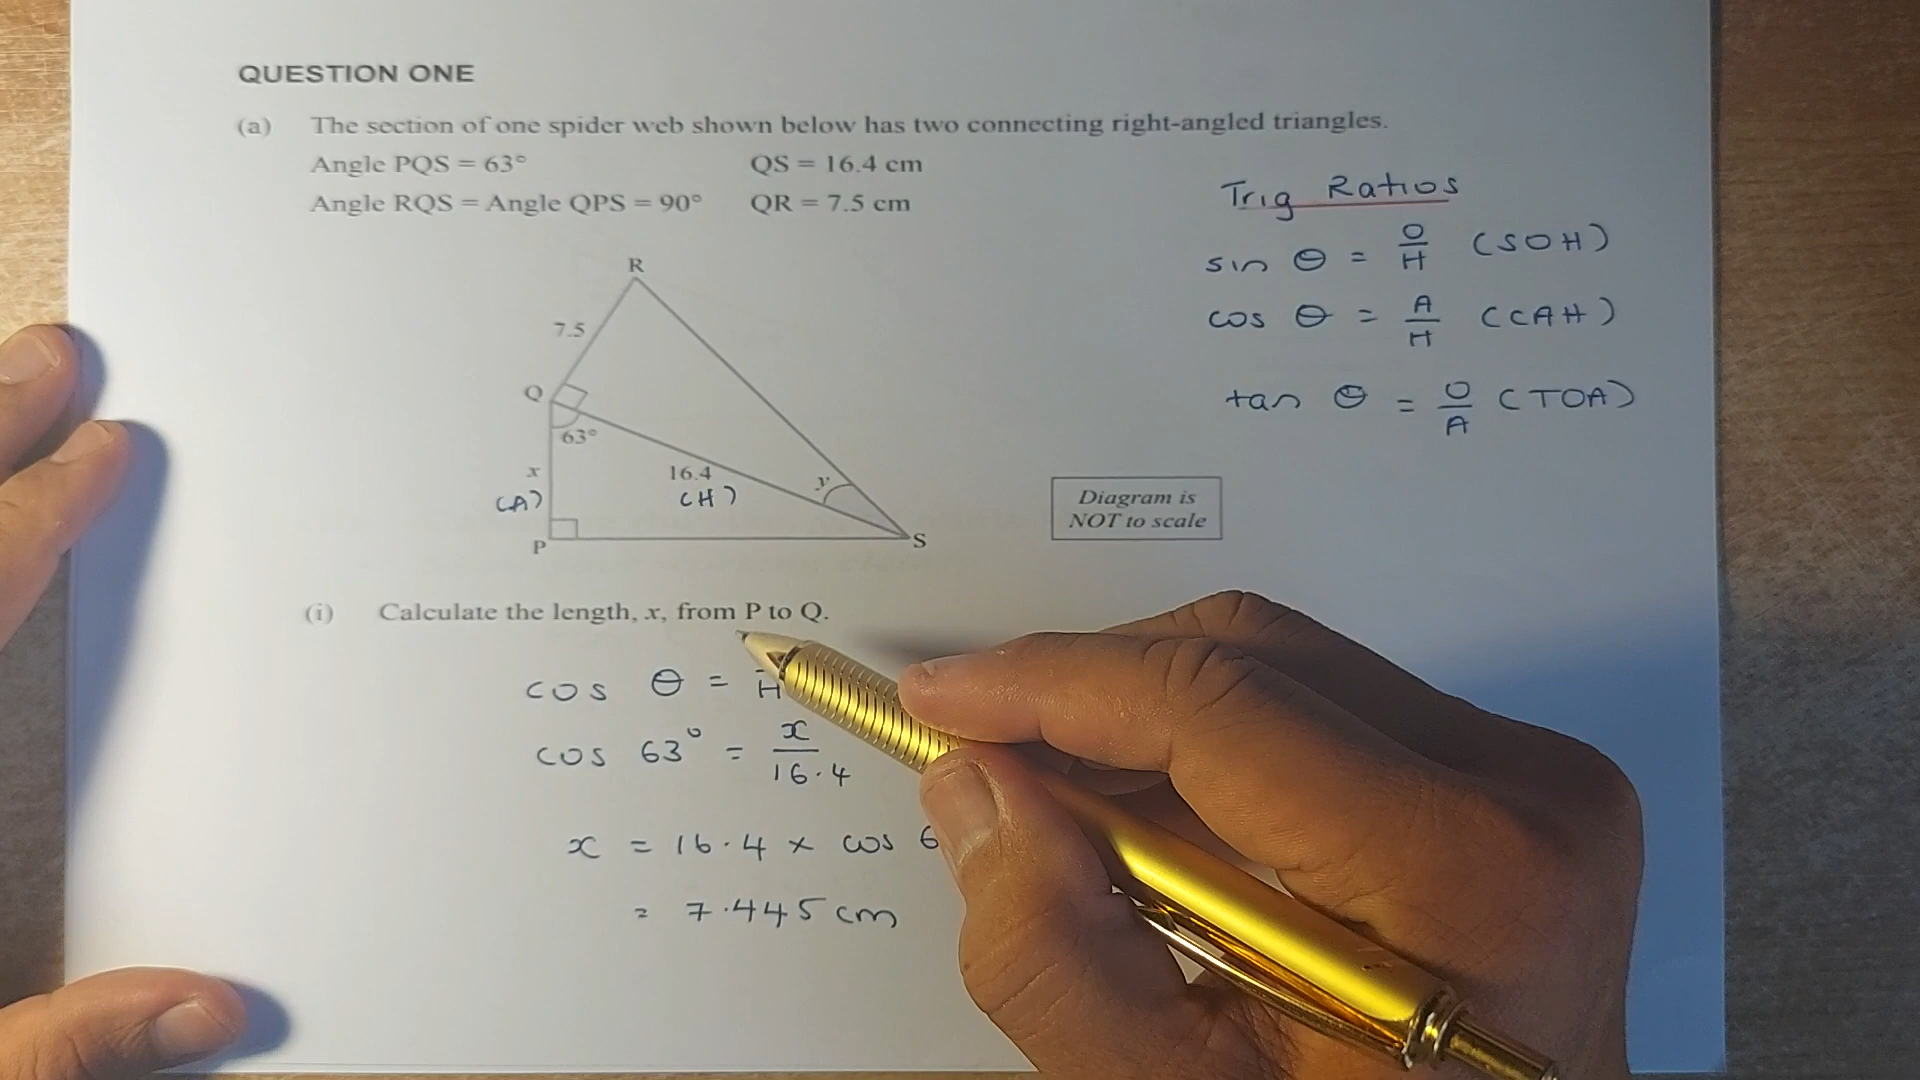 QUESTION ONE
(a) The section of one spider web shown below has two connecting right-angled triangles.
Angle PQS = 63° QS = 16.4 cm
Angle RQS = Angle QPS = 90° QR = 7.5 cm
Trig Ratios
sin θ = O/H (SOH)
cos θ = A/H (CAH)
tan θ = O/A (TOA)
R
7.5
Q
63°
x
16.4
y
(A)
(H)
P
S
Diagram is
NOT to scale
(i) Calculate the length, x, from P to Q.
cos θ = H
cos 63° = x/16.4
x = 16.4 × cos 6
= 7.445 cm